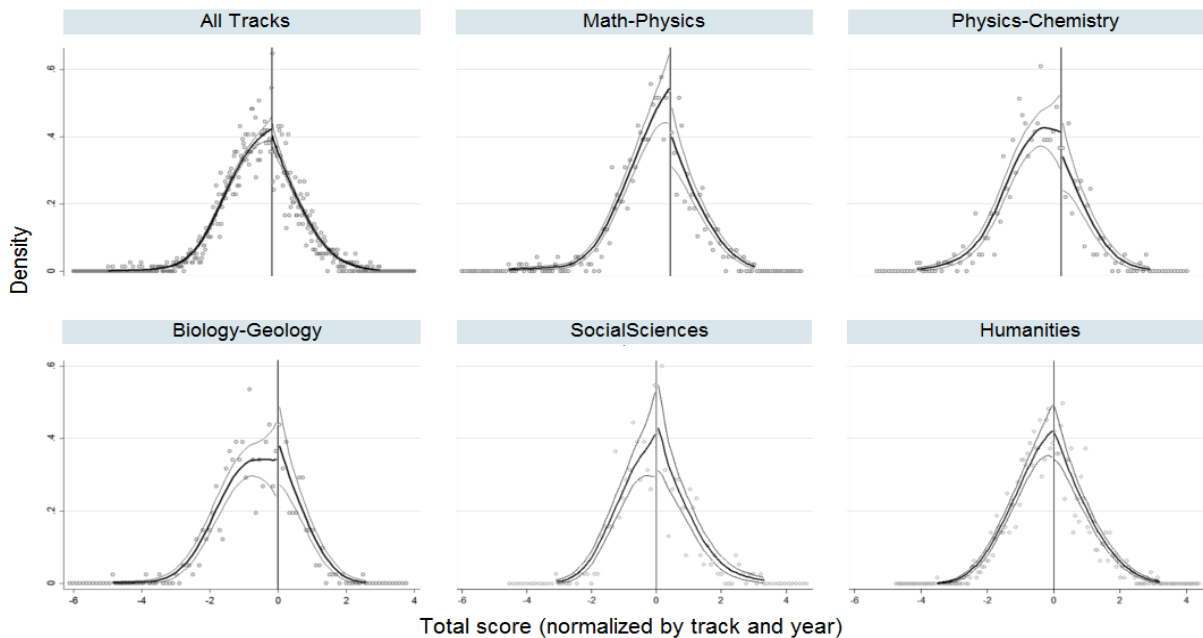 All Tracks
Math-Physics
Physics-Chemistry
.6
.4
.2
0
Density
Biology-Geology
SocialSciences
Humanities
.6
.4
.2
0
-6 -4 -2 0 2 4
-6 -4 -2 0 2 4
-6 -4 -2 0 2 4
Total score (normalized by track and year)